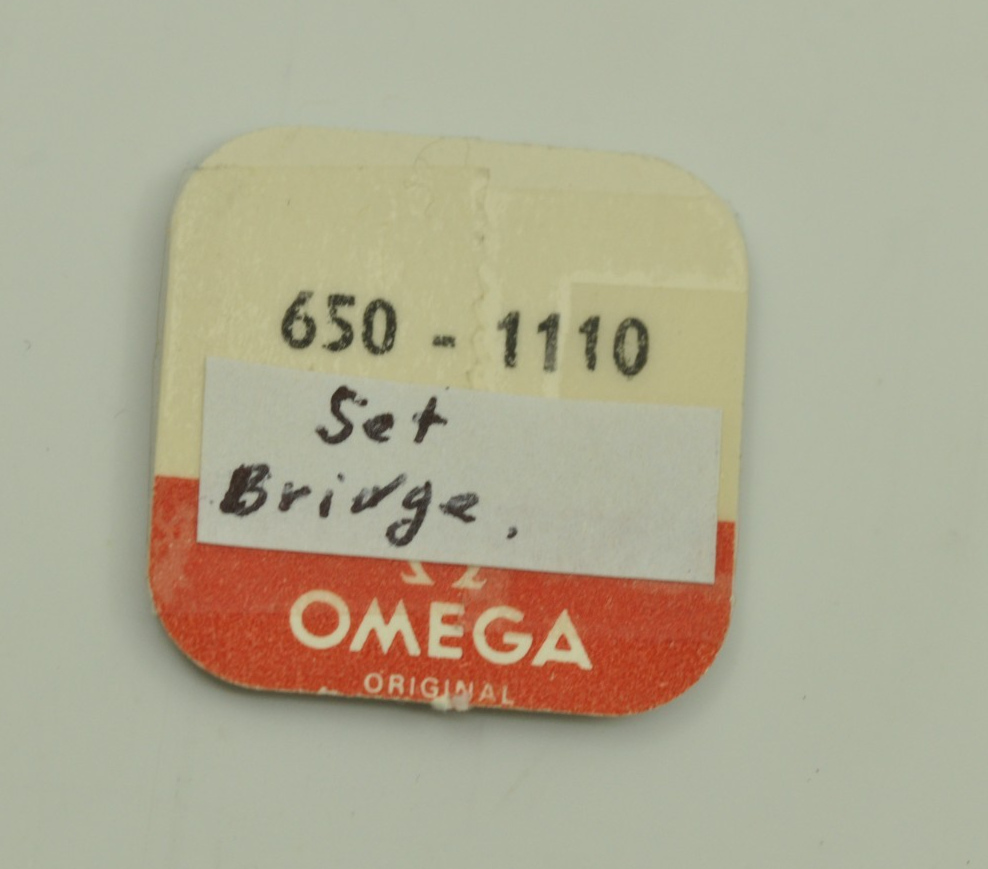 650 - 1110
Set
Bridge.
Ω
OMEGA
ORIGINAL